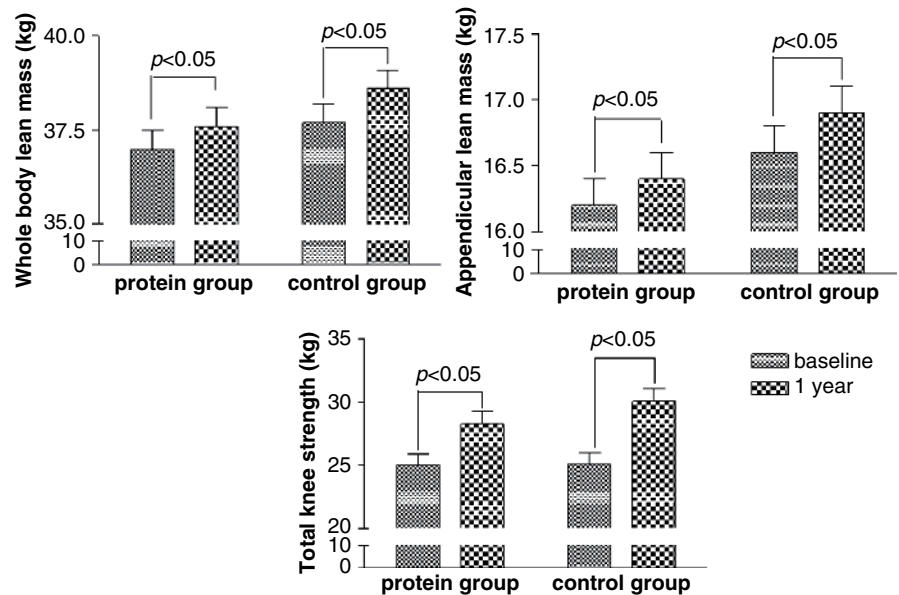 Whole body lean mass (kg)
40.0
37.5
35.0
10
0
p<0.05
p<0.05
protein group
control group
Appendicular lean mass (kg)
17.5
17.0
16.5
16.0
10
0
p<0.05
p<0.05
protein group
control group
Total knee strength (kg)
35
30
25
20
10
0
p<0.05
p<0.05
protein group
control group
baseline
1 year